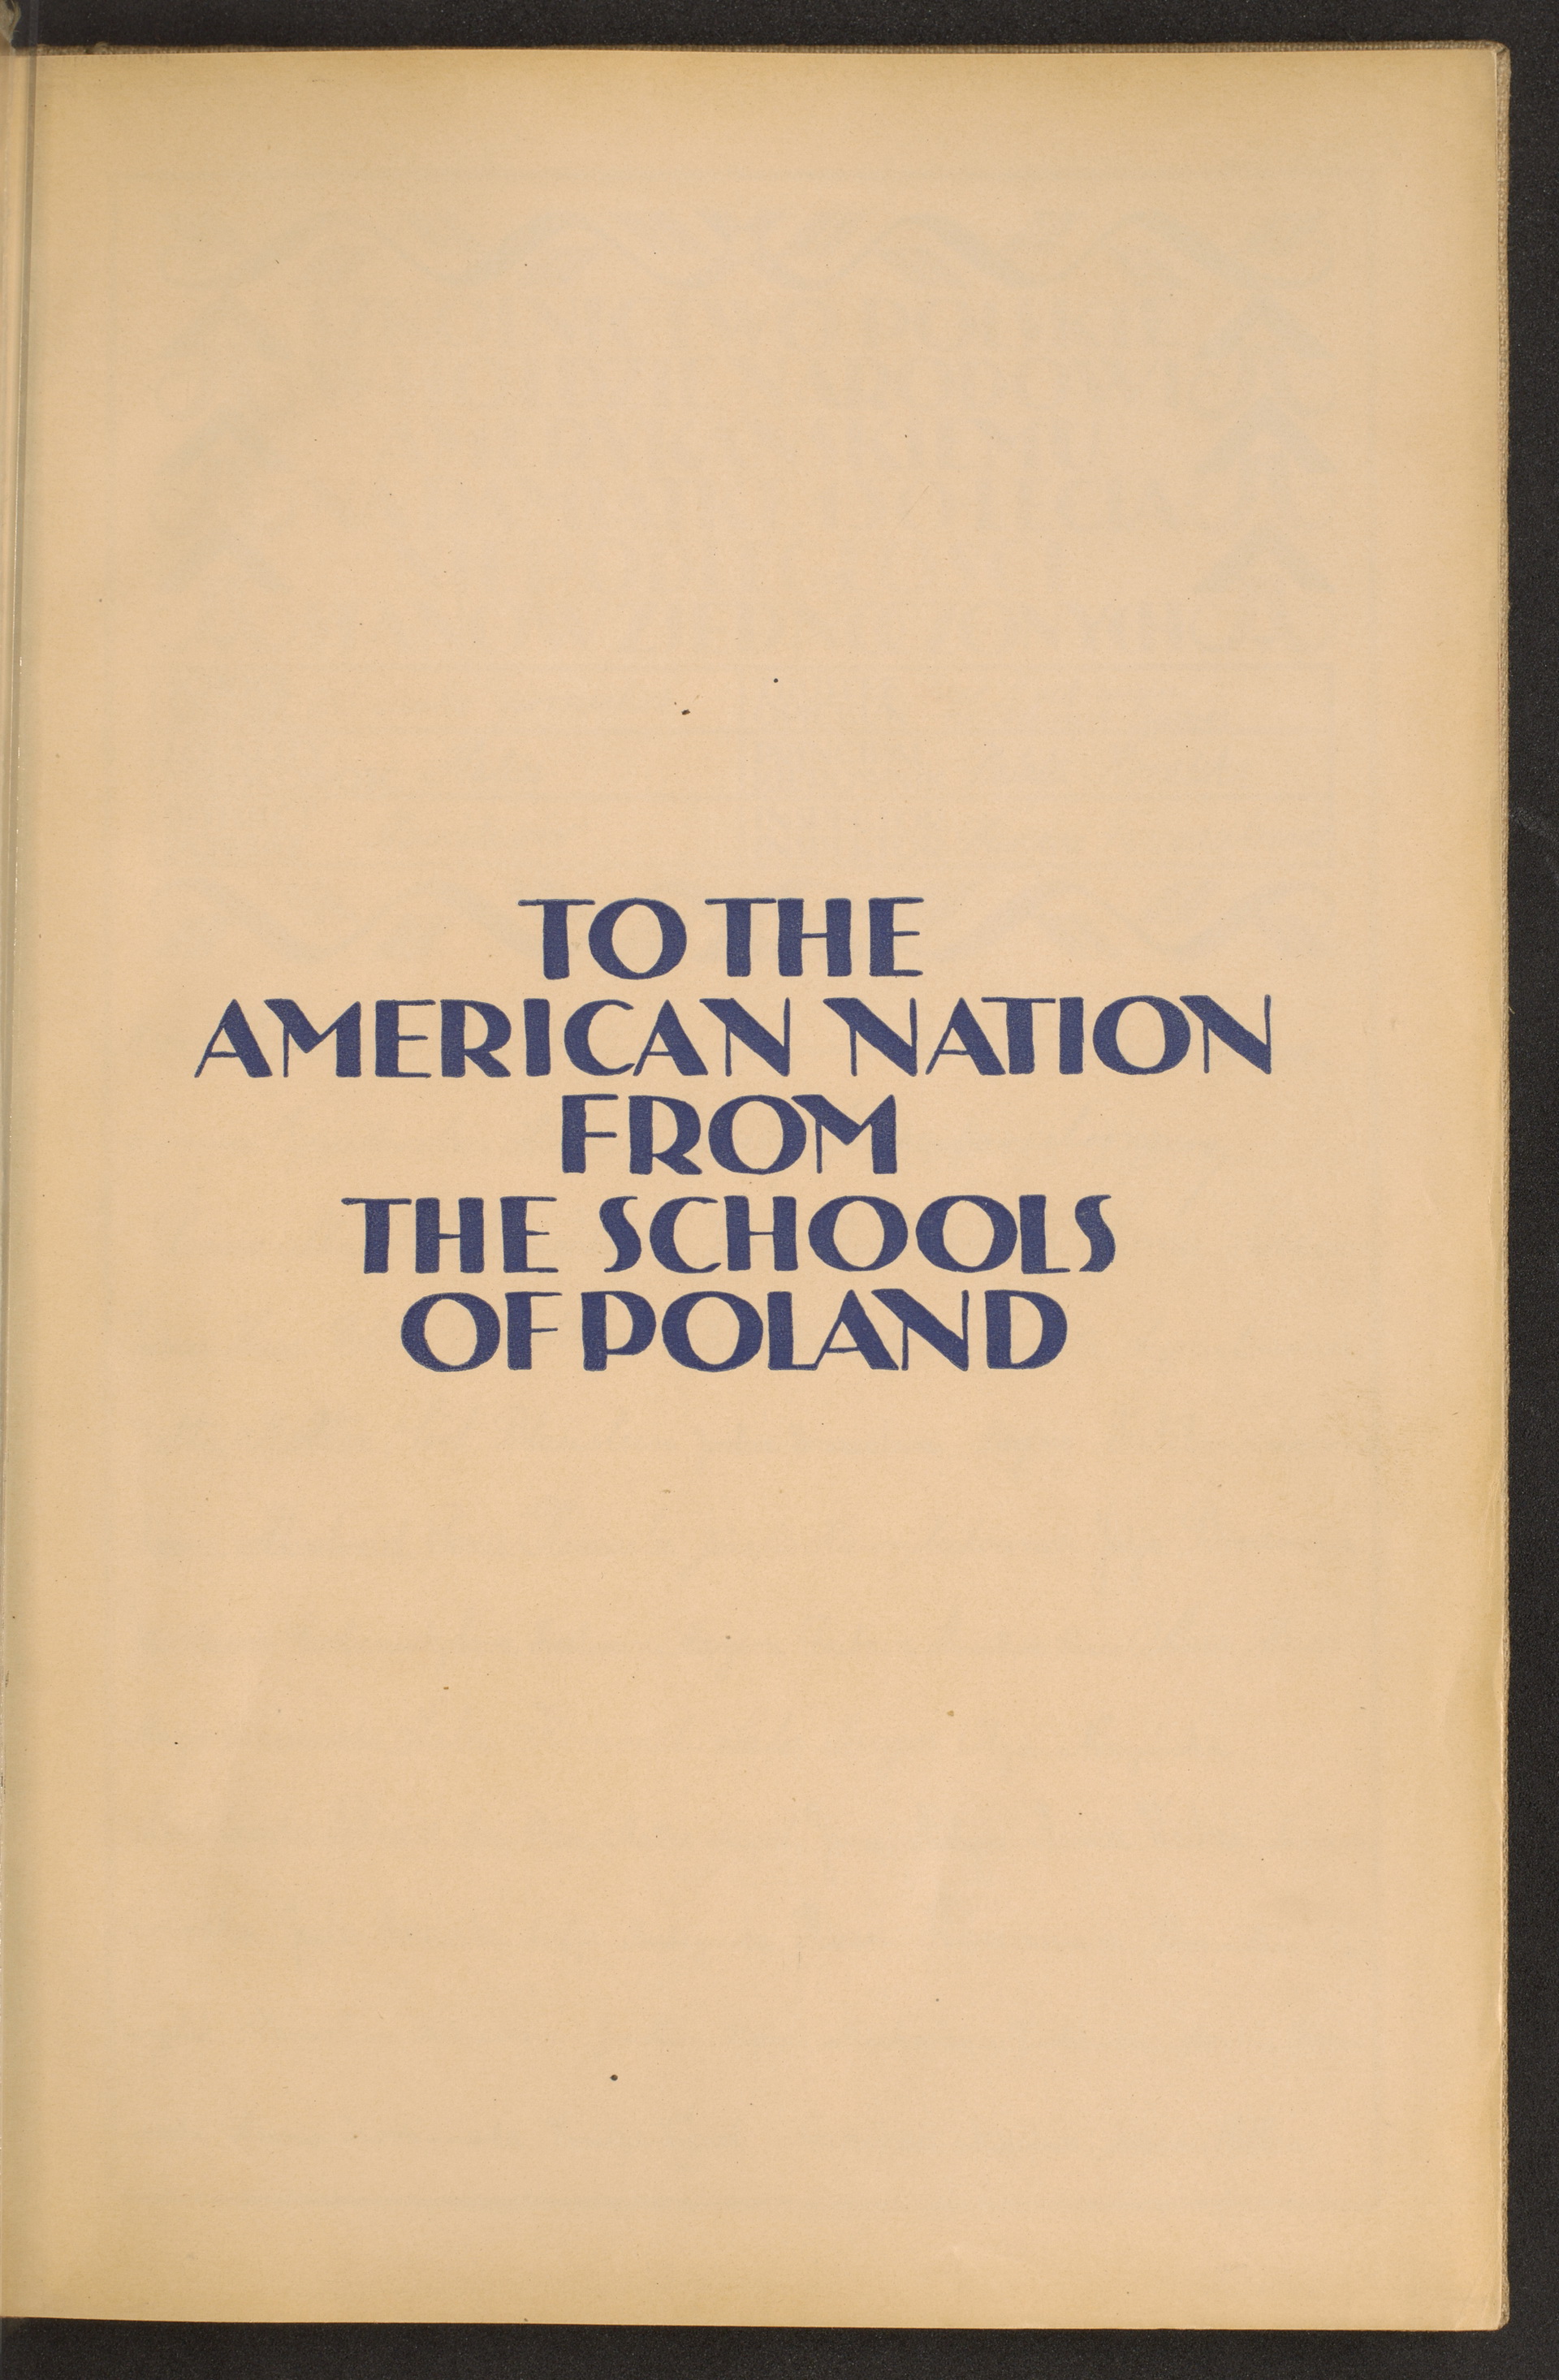 TO THE
AMERICAN NATION
FROM
THE SCHOOLS
OF POLAND